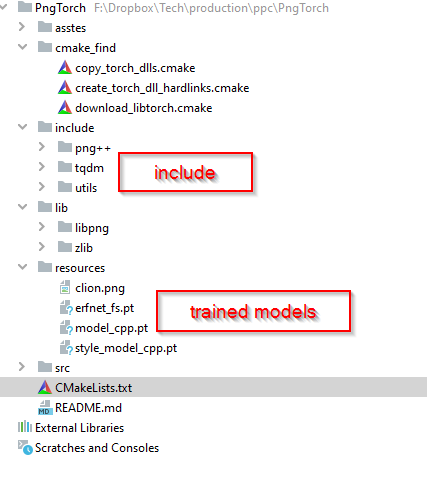 PngTorch F:\Dropbox\Tech\production\ppc\PngTorch
asstes
cmake_find
copy_torch_dlls.cmake
create_torch_dll_hardlinks.cmake
download_libtorch.cmake
include
png++
tqdm
utils
include
lib
libpng
zlib
resources
clion.png
erfnet_fs.pt
model_cpp.pt
style_model_cpp.pt
trained models
src
CMakeLists.txt
MD README.md
External Libraries
Scratches and Consoles